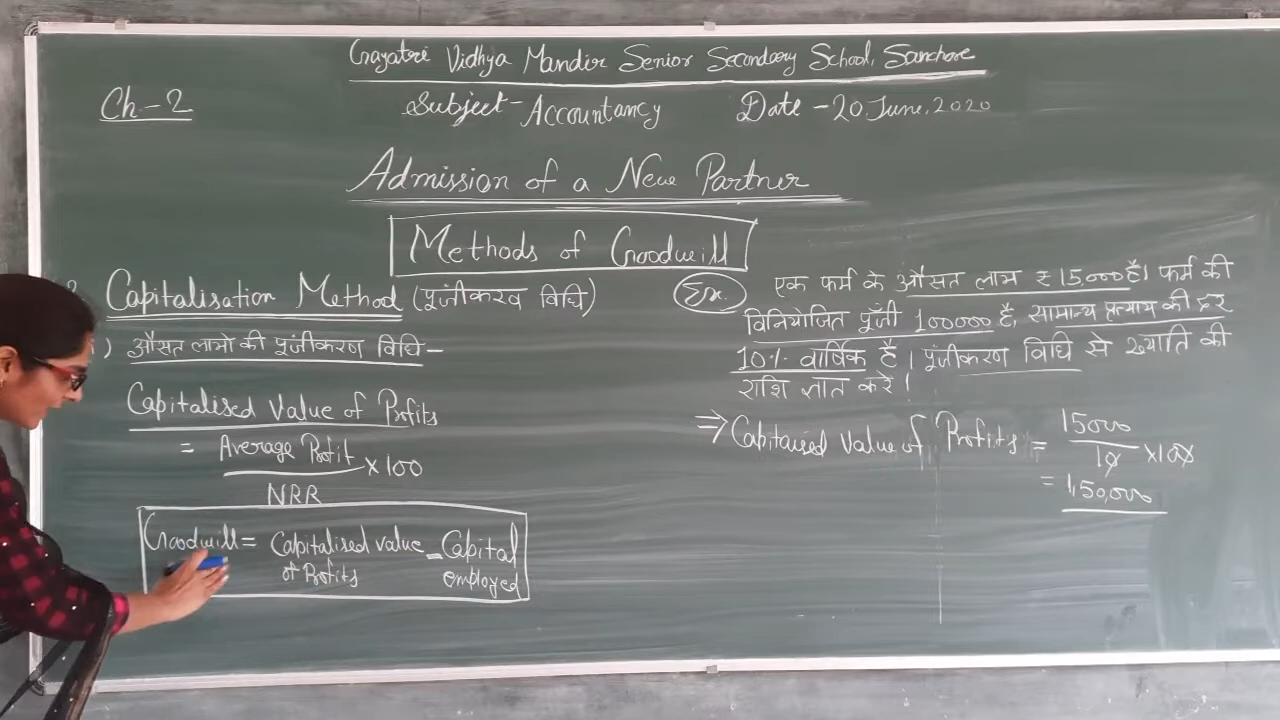 Gayatri Vidhya Mandir Senior Secondary School, Sanchore
Ch-2
Subject-Accountancy Date -20.June,2020
Admission of a New Partner
Methods of Goodwill
Capitalisation Method (पूंजीकरण विधि)
) औसत लाभो की पूंजीकरण विधि-
Capitalised Value of Profits
= Average Profit ×100
NRR
Goodwill = Capitalised value - Capital
of Profits employed
Ex. एक फर्म के औसत लाभ ₹ 15,000 है। फर्म की
विनियोजित पूँजी 100000 है, सामान्य प्रत्याय की दर
10% वार्षिक है। पूंजीकरण विधि से ख्याति की
राशि ज्ञात करे।
⇒ Capitaised Value of Profits = 15000
10 ×100
= 1,50,000